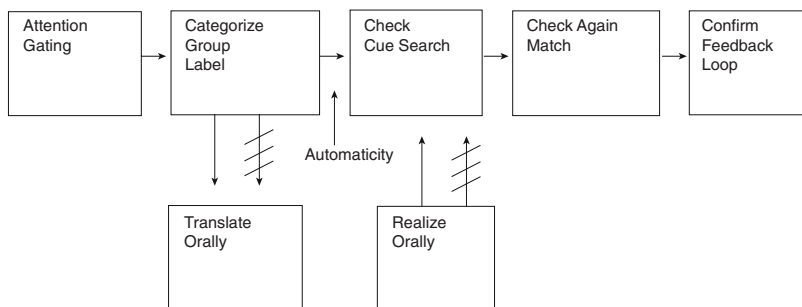 Attention
Gating
Categorize
Group
Label
Check
Cue Search
Check Again
Match
Confirm
Feedback
Loop
Automaticity
Translate
Orally
Realize
Orally